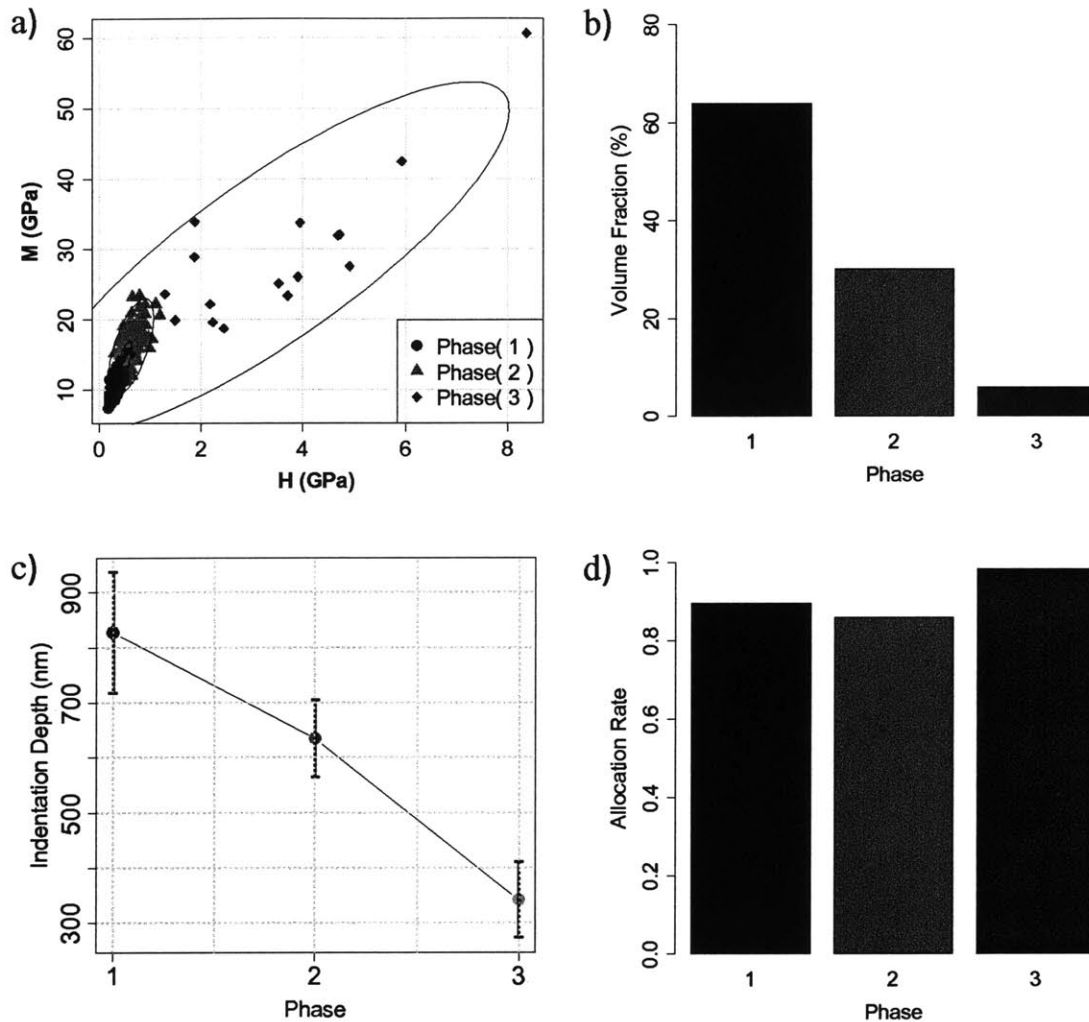 a)
M (GPa)
60
50
40
30
20
10
0 2 4 6 8
H (GPa)
Phase( 1 )
Phase( 2 )
Phase( 3 )
b)
Volume Fraction (%)
80
60
40
20
0
1 2 3
Phase
c)
Indentation Depth (nm)
900
700
500
300
1 2 3
Phase
d)
Allocation Rate
1.0
0.8
0.6
0.4
0.2
0.0
1 2 3
Phase